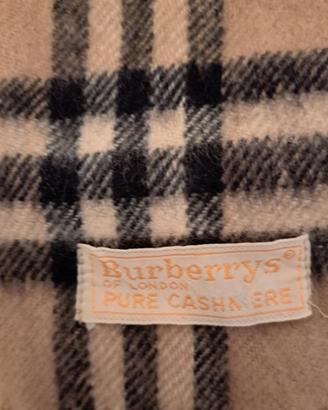 Burberrys®
OF LONDON
PURE CASHMERE